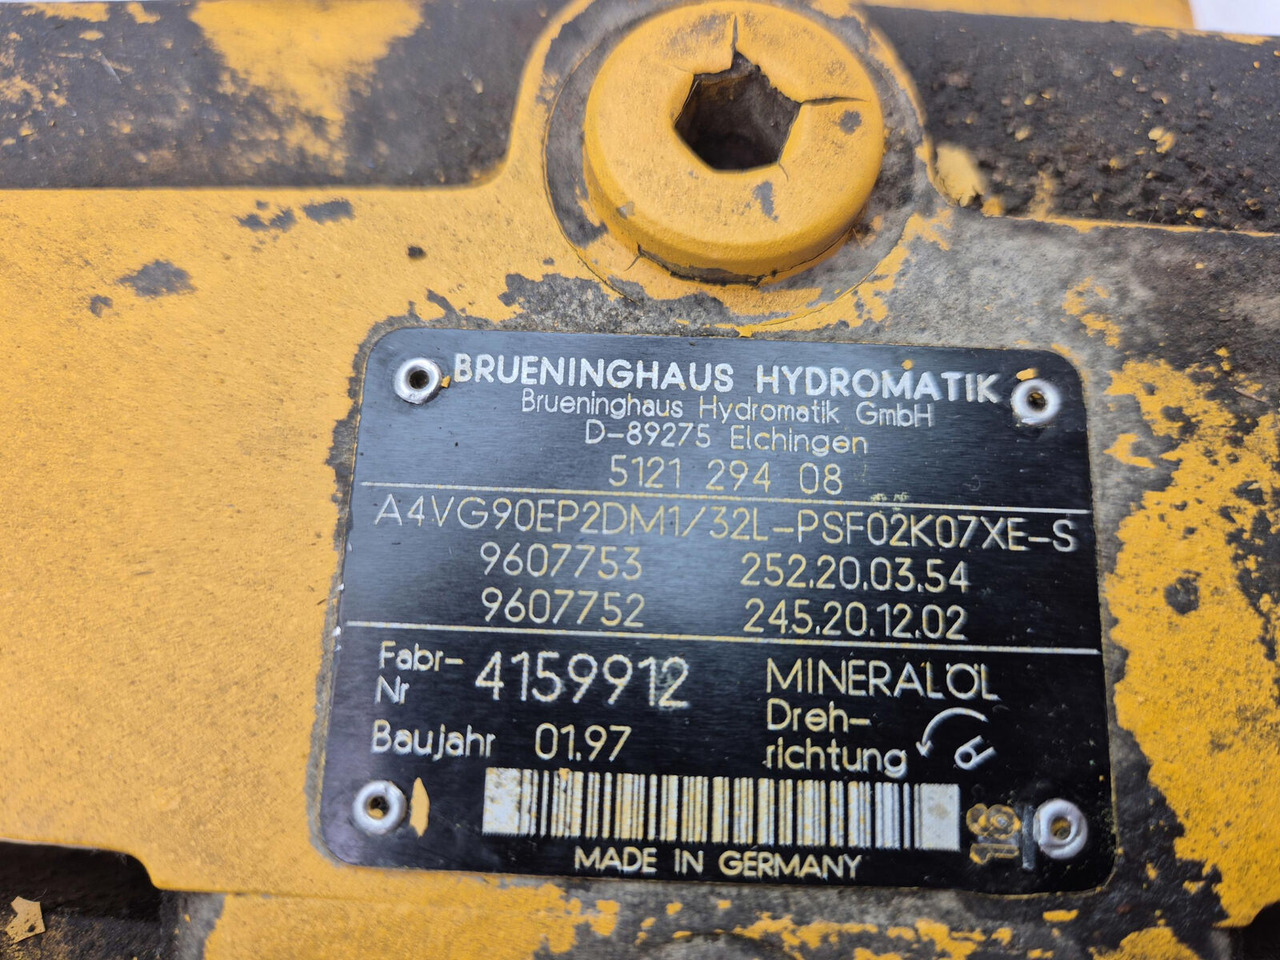 BRUENINGHAUS HYDROMATIK
Brueninghaus Hydromatik GmbH
D-89275 Elchingen
5121 294 08
A4VG90EP2DM1/32L-PSF02K07XE-S
9607753 252.20.03.54
9607752 245.20.12.02
Fabr-Nr 4159912 MINERALÖL
Baujahr 01.97 Dreh-
richtung
MADE IN GERMANY